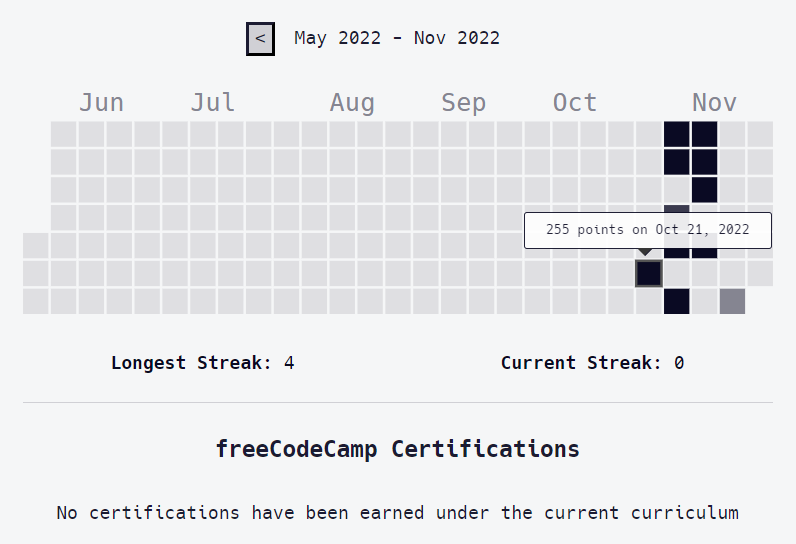 < May 2022 - Nov 2022
Jun Jul Aug Sep Oct Nov
255 points on Oct 21, 2022
Longest Streak: 4 Current Streak: 0
freeCodeCamp Certifications
No certifications have been earned under the current curriculum